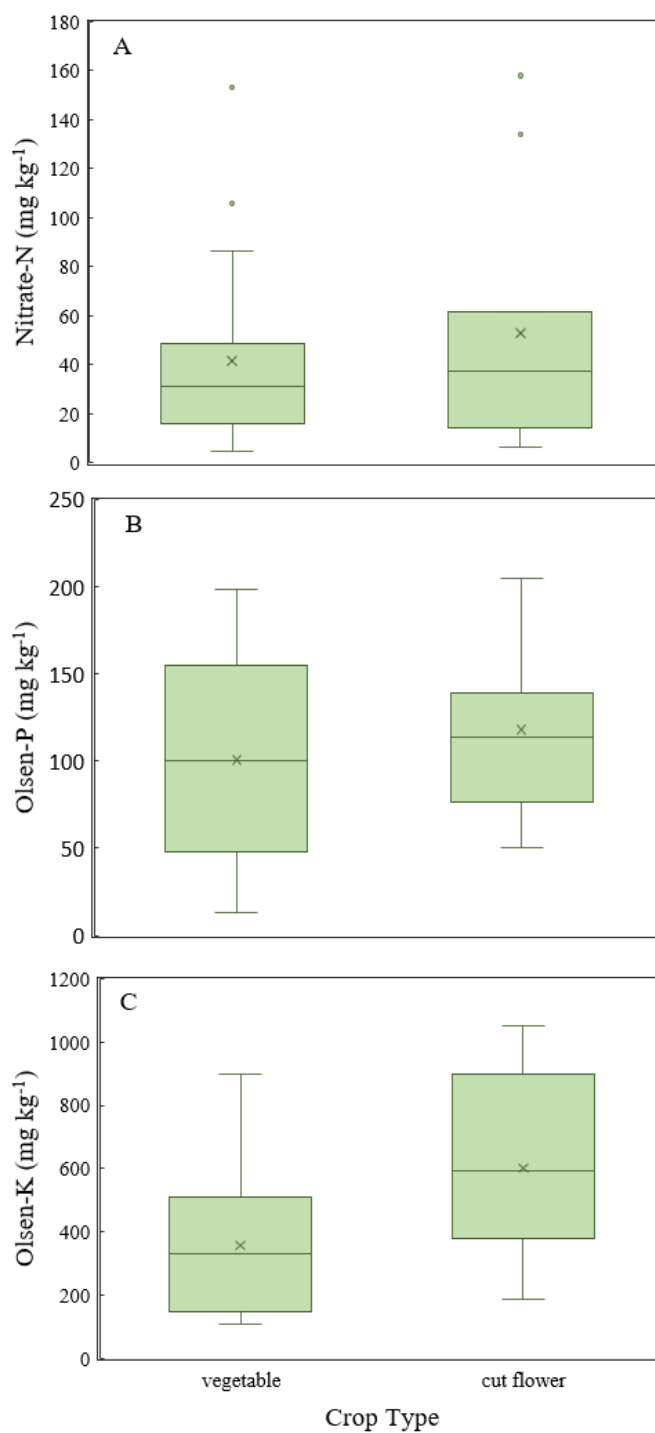 A
Nitrate-N (mg kg⁻¹)
180
160
140
120
100
80
60
40
20
0
B
Olsen-P (mg kg⁻¹)
250
200
150
100
50
0
C
Olsen-K (mg kg⁻¹)
1200
1000
800
600
400
200
0
vegetable cut flower
Crop Type